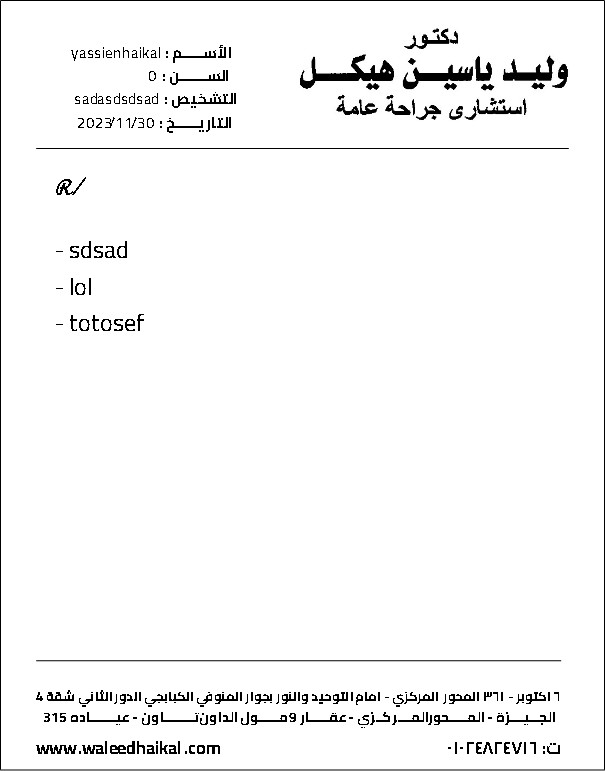 دكتور
وليد ياسين هيكل
استشارى جراحة عامة
الأسم : yassienhaikal
السن : 0
التشخيص : sadasdsdsad
التاريخ : 2023/11/30
R/
- sdsad
- lol
- totosef
٦ اكتوبر - ٣٦١ المحور المركزي - امام التوحيد والنور بجوار المنوفي الكبابجي الدور الثاني شقة 4
الجيزة - المحور المركزي - عقار 9 مول الداون تاون - عياده 315
ت: ٠١٠٢٤٨٢٤٧١٦
www.waleedhaikal.com